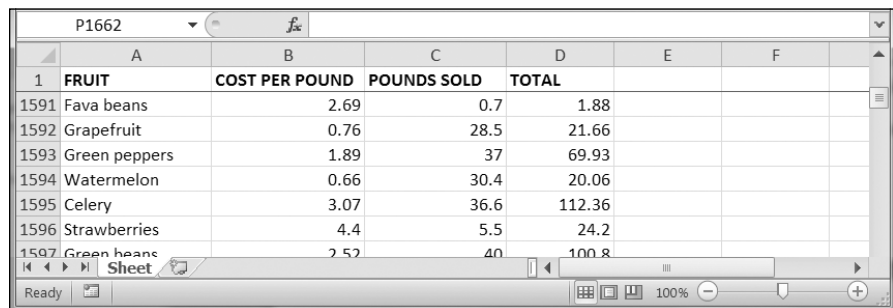 P1662 fx
A B C D E F
1 FRUIT COST PER POUND POUNDS SOLD TOTAL
1591 Fava beans 2.69 0.7 1.88
1592 Grapefruit 0.76 28.5 21.66
1593 Green peppers 1.89 37 69.93
1594 Watermelon 0.66 30.4 20.06
1595 Celery 3.07 36.6 112.36
1596 Strawberries 4.4 5.5 24.2
1597 Green beans 2.52 40 100.8
Sheet
Ready 100%